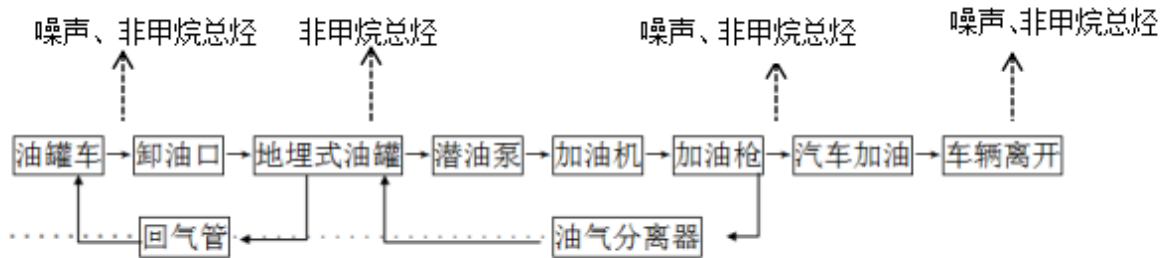 噪声、非甲烷总烃
非甲烷总烃
噪声、非甲烷总烃
噪声、非甲烷总烃
油罐车
卸油口
地埋式油罐
潜油泵
加油机
加油枪
汽车加油
车辆离开
回气管
油气分离器